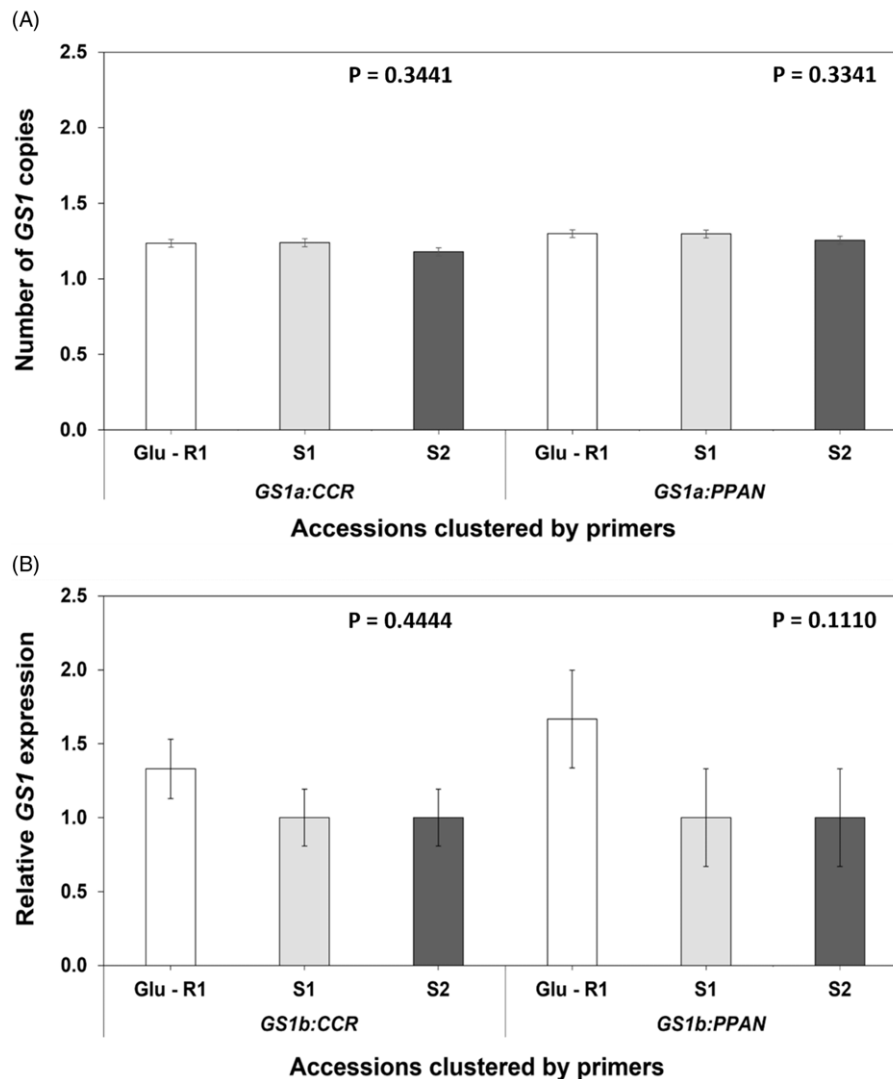 (A)
2.5
2.0
1.5
1.0
0.5
0.0
Number of GS1 copies
P = 0.3441
P = 0.3341
Glu - R1
S1
S2
Glu - R1
S1
S2
GS1a:CCR
GS1a:PPAN
Accessions clustered by primers
(B)
2.5
2.0
1.5
1.0
0.5
0.0
Relative GS1 expression
P = 0.4444
P = 0.1110
Glu - R1
S1
S2
Glu - R1
S1
S2
GS1b:CCR
GS1b:PPAN
Accessions clustered by primers